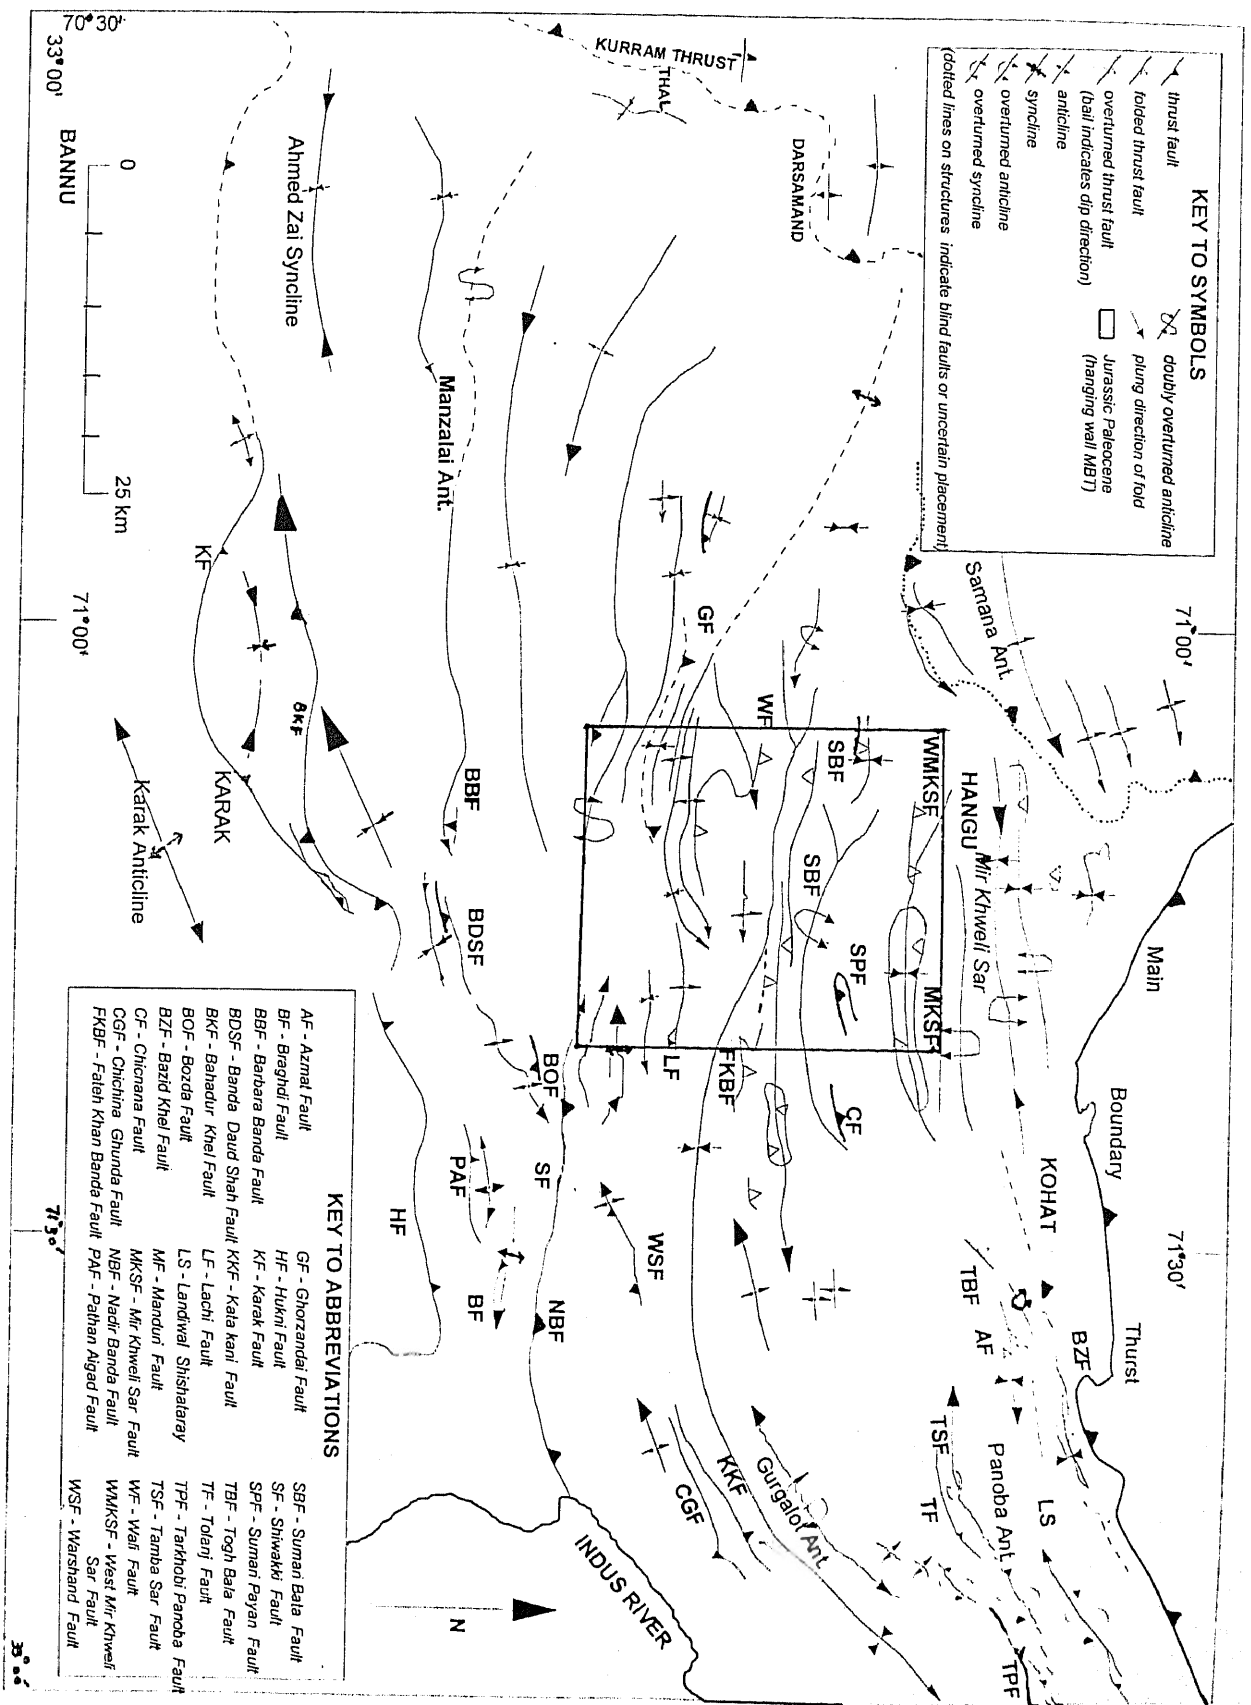 KEY TO SYMBOLS
thrust fault
folded thrust fault
overturned thrust fault
(ball indicates dip direction)
anticline
syncline
overturned anticline
overturned syncline
doubly overturned anticline
plung direction of fold
Jurassic Paleocene
(hanging wall MBT)
(dotted lines on structures indicate blind faults or uncertain placement)
70°30'
71°00'
71°30'
Main
Boundary
Thurst
KURRAM THRUST
THAL
DARSAMAND
Samana Ant.
HANGU
Mir Khweli Sar
KOHAT
TBF
AF
BZF
LS
Panoba Ant.
TSF
TF
TPF
WMKSF
MKSF
SBF
SBF
SPF
CF
WF
GF
FKBF
LF
Gurgalot Ant
KKF
CGF
WSF
INDUS RIVER
N
BOF
SF
NBF
PAF
BF
HF
BBF
BDSF
Manzalai Ant.
Ahmed Zai Syncline
BKF
KF
KARAK
Karak Anticline
BANNU
0
25 km
33°00'
71°00'
71°30'
KEY TO ABBREVIATIONS
AF - Azmat Fault
BF - Braghdi Fault
BBF - Barbara Banda Fault
BDSF - Banda Daud Shah Fault
BKF - Bahadur Khel Fault
BOF - Bozda Fault
BZF - Bazid Khel Fault
CF - Chicnana Fault
CGF - Chichina Ghunda Fault
FKBF - Fateh Khan Banda Fault
GF - Ghorzandai Fault
HF - Hukni Fault
KF - Karak Fault
KKF - Kata kani Fault
LF - Lachi Fault
LS - Landiwal Shishataray
MF - Manduri Fault
MKSF - Mir Khweli Sar Fault
NBF - Nadir Banda Fault
PAF - Pathan Algad Fault
SBF - Sumari Bala Fault
SF - Shiwakki Fault
SPF - Sumari Payan Fault
TBF - Togh Bala Fault
TF - Tolanj Fault
TPF - Tarkhobi Panoba Fault
TSF - Tamba Sar Fault
WF - Wali Fault
WMKSF - West Mir Khweli
Sar Fault
WSF - Warshand Fault